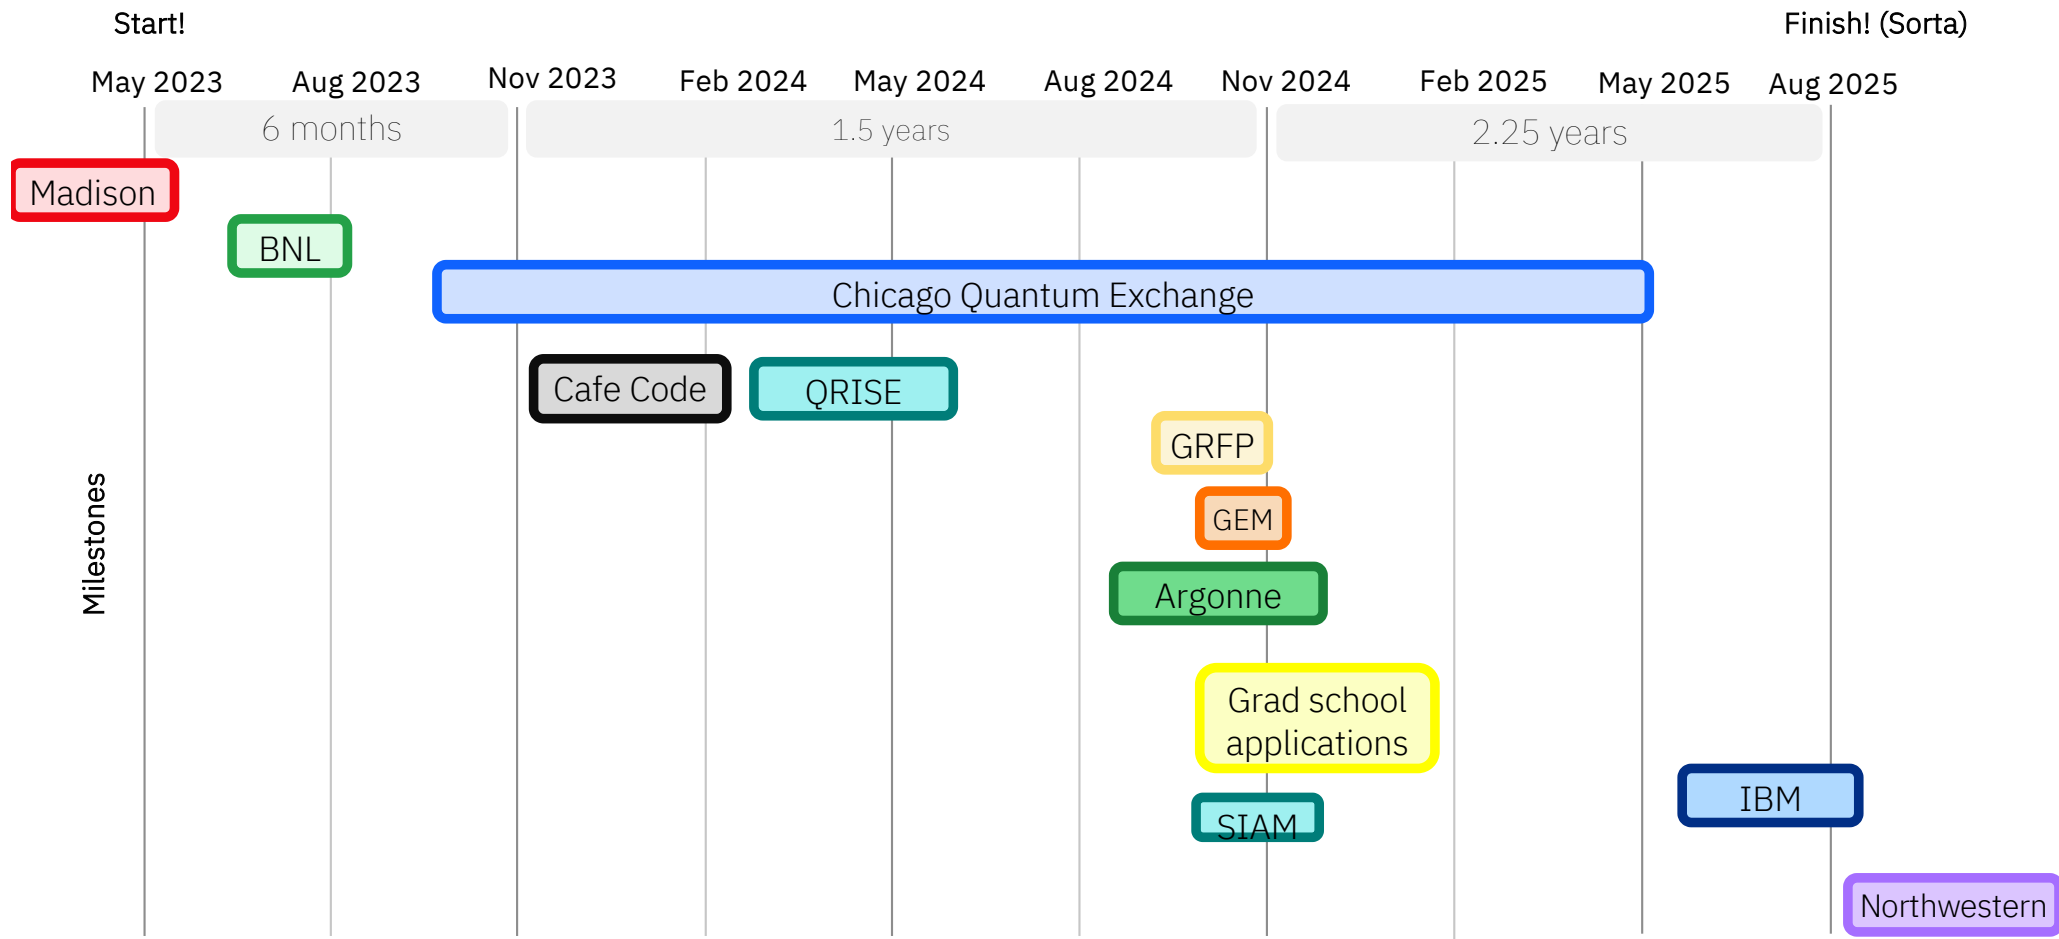 Start!
Finish! (Sorta)
May 2023
Aug 2023
Nov 2023
Feb 2024
May 2024
Aug 2024
Nov 2024
Feb 2025
May 2025
Aug 2025
6 months
1.5 years
2.25 years
Madison
BNL
Chicago Quantum Exchange
Cafe Code
QRISE
GRFP
GEM
Milestones
Argonne
Grad school
applications
IBM
SIAM
Northwestern